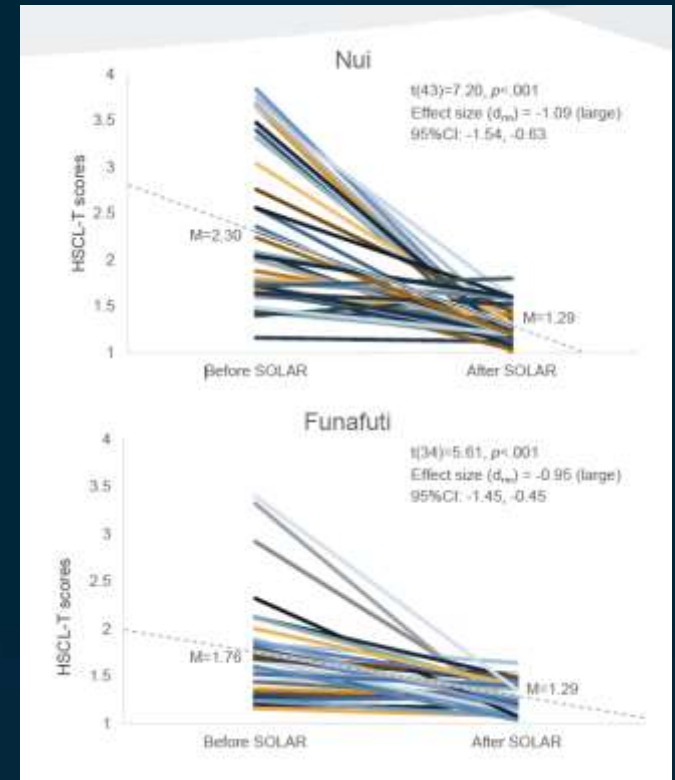 Nui
t(43)=7.20, p<.001
Effect size (dᵣₘ) = -1.09 (large)
95%CI: -1.54, -0.63
4
3.5
3
2.5
2
1.5
1
HSCL-T scores
M=2.30
M=1.29
Before SOLAR
After SOLAR
Funafuti
t(34)=5.61, p<.001
Effect size (dᵣₘ) = -0.95 (large)
95%CI: -1.45, -0.45
4
3.5
3
2.5
2
1.5
1
HSCL-T scores
M=1.76
M=1.29
Before SOLAR
After SOLAR